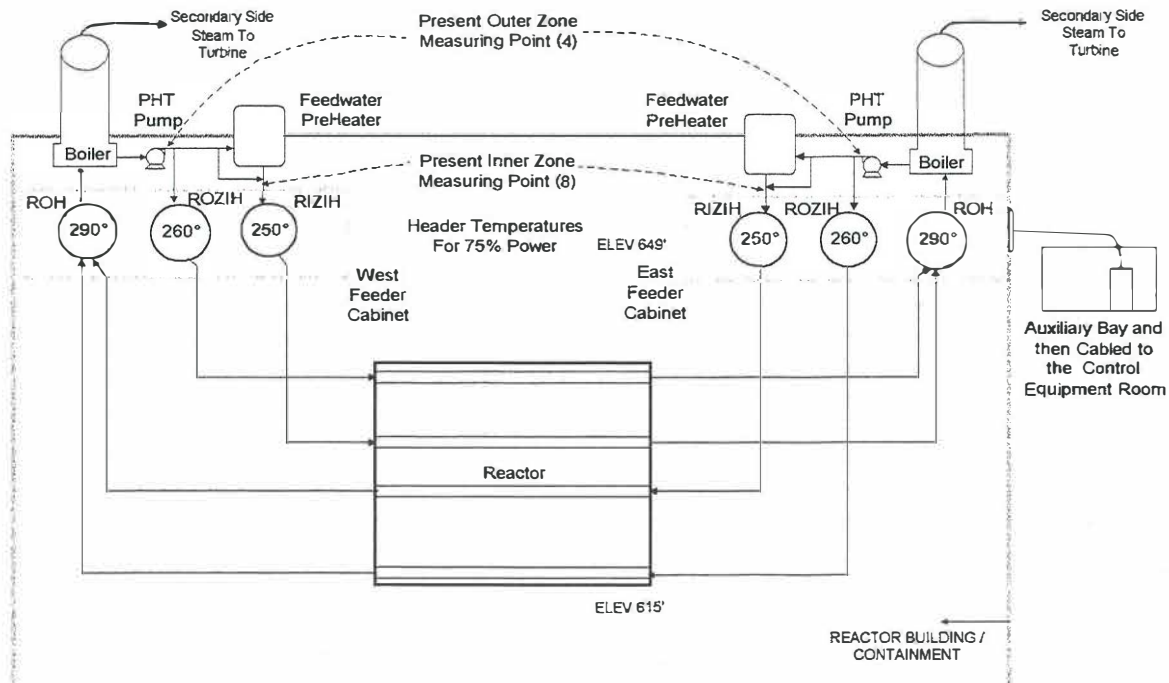 Secondary Side
Steam To
Turbine
Present Outer Zone
Measuring Point (4)
Secondary Side
Steam To
Turbine
PHT
Pump
Feedwater
PreHeater
Feedwater
PreHeater
PHT
Pump
Boiler
Present Inner Zone
Measuring Point (8)
Boiler
ROH
ROZIH
RIZIH
RIZIH
ROZIH
ROH
290°
260°
250°
Header Temperatures
For 75% Power
ELEV 649'
250°
260°
290°
West
Feeder
Cabinet
East
Feeder
Cabinet
Auxiliary Bay and
then Cabled to
the Control
Equipment Room
Reactor
ELEV 615'
REACTOR BUILDING /
CONTAINMENT